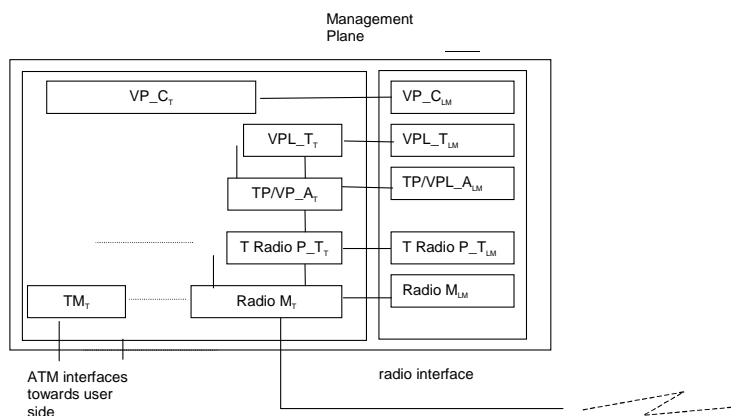 Management
Plane
VP_CT VP_CLM
VPL_TT VPL_TLM
TP/VP_AT TP/VPL_ALM
T Radio P_TT T Radio P_TLM
TMT Radio MT Radio MLM
ATM interfaces
towards user
side
radio interface